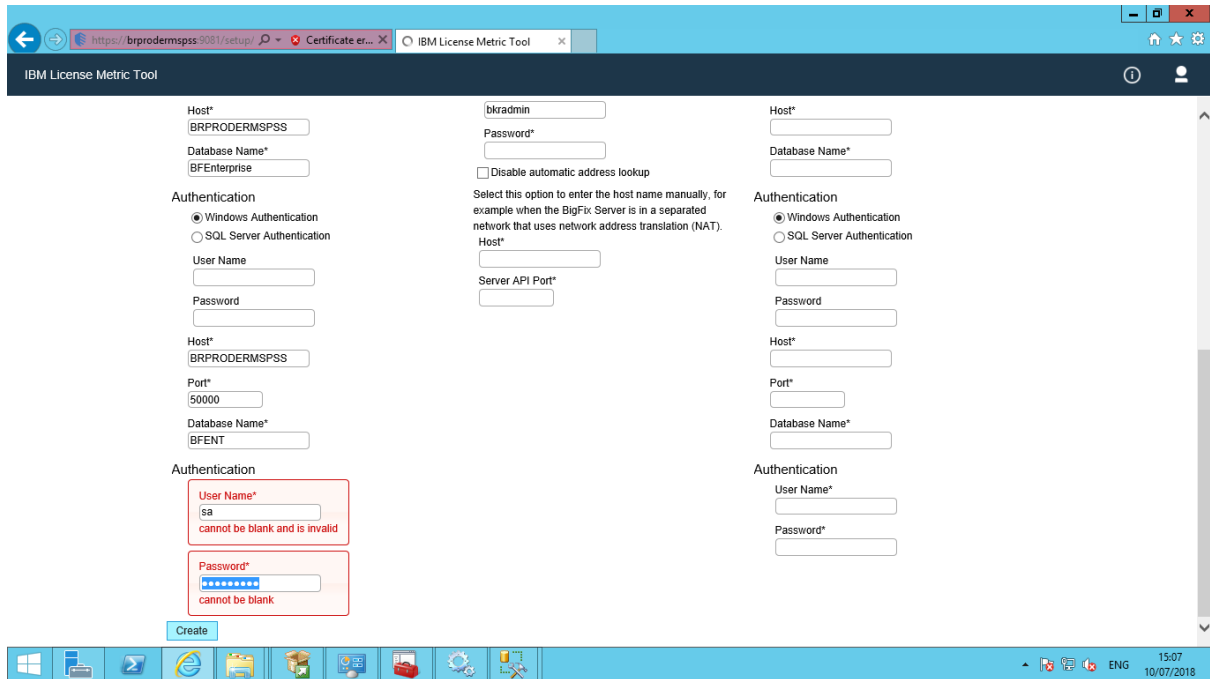 https://brprodermspss:9081/setup/
Certificate er...
IBM License Metric Tool
IBM License Metric Tool
Host*
BRPRODERMSPSS
Database Name*
BFEnterprise
Authentication
Windows Authentication
SQL Server Authentication
User Name
Password
Host*
BRPRODERMSPSS
Port*
50000
Database Name*
BFENT
Authentication
User Name*
sa
cannot be blank and is invalid
Password*
cannot be blank
Create
bkradmin
Password*
Disable automatic address lookup
Select this option to enter the host name manually, for
example when the BigFix Server is in a separated
network that uses network address translation (NAT).
Host*
Server API Port*
Host*
Database Name*
Authentication
Windows Authentication
SQL Server Authentication
User Name
Password
Host*
Port*
Database Name*
Authentication
User Name*
Password*
ENG
15:07
10/07/2018